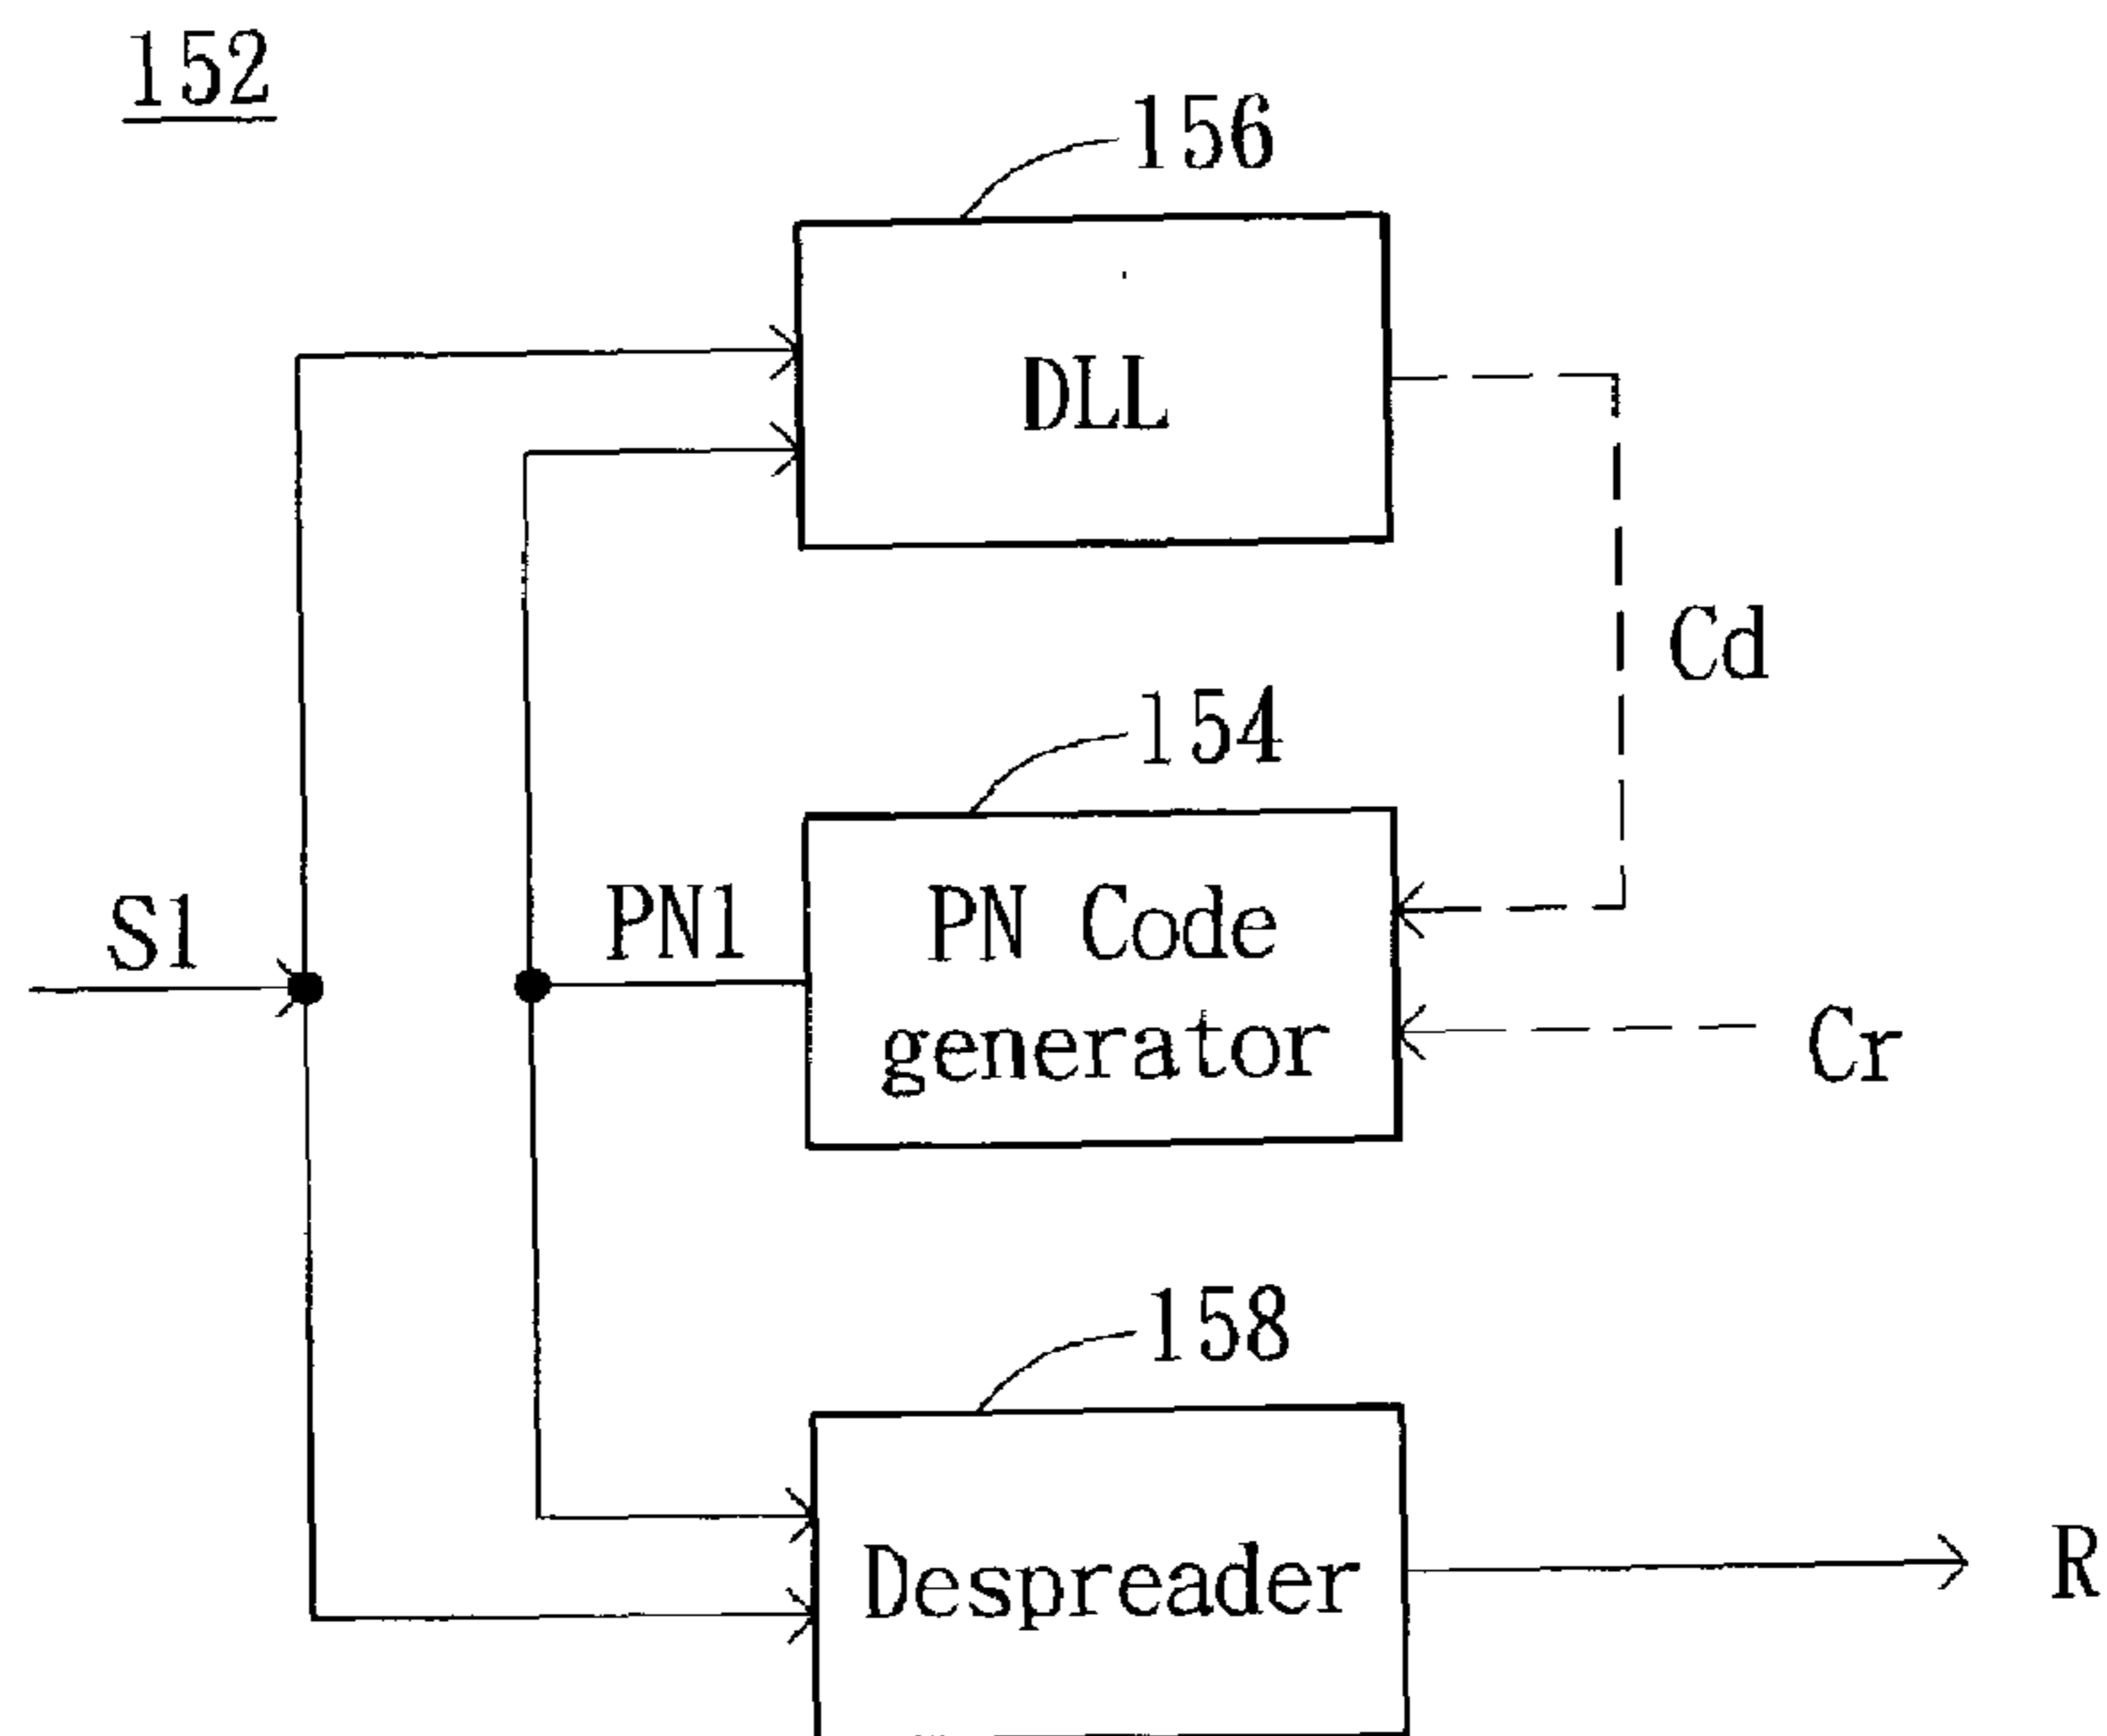 152
156
DLL
Cd
154
S1
PN1
PN Code
generator
Cr
158
Despreader
R